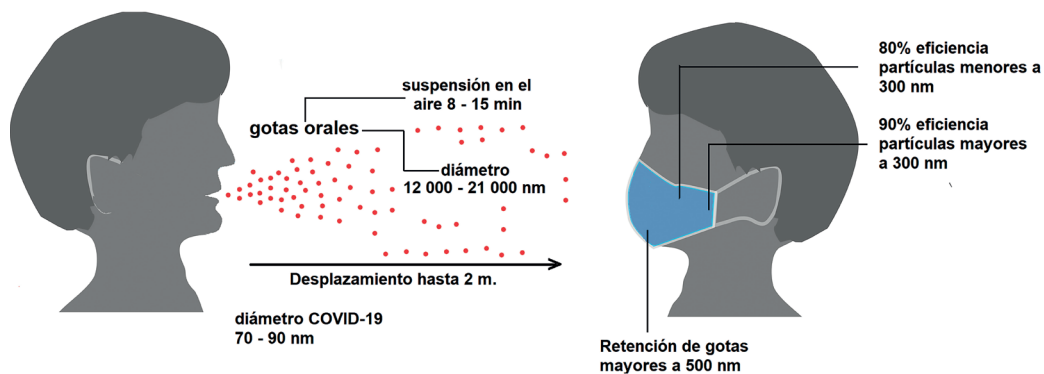 suspensión en el
aire 8 - 15 min
gotas orales
diámetro
12 000 - 21 000 nm
Desplazamiento hasta 2 m.
diámetro COVID-19
70 - 90 nm
80% eficiencia
partículas menores a
300 nm
90% eficiencia
partículas mayores
a 300 nm
Retención de gotas
mayores a 500 nm